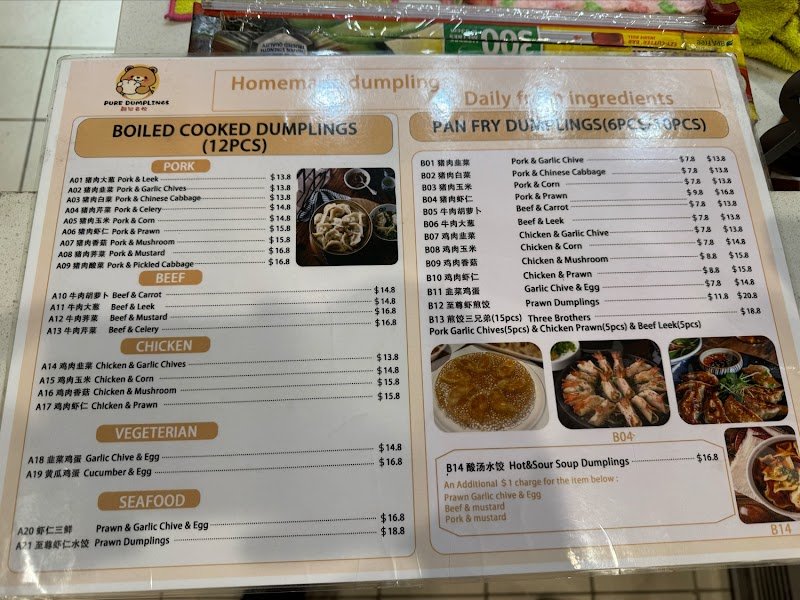 PURE DUMPLINGS
Homemade dumpling
Daily fresh ingredients
BOILED COOKED DUMPLINGS
(12PCS)
PORK
A01 猪肉大葱 Pork & Leek $13.8
A02 猪肉韭菜 Pork & Garlic Chives $13.8
A03 猪肉白菜 Pork & Chinese Cabbage $13.8
A04 猪肉芹菜 Pork & Celery $14.8
A05 猪肉玉米 Pork & Corn $14.8
A06 猪肉虾仁 Pork & Prawn $15.8
A07 猪肉香菇 Pork & Mushroom $15.8
A08 猪肉荠菜 Pork & Mustard $16.8
A09 猪肉酸菜 Pork & Pickled Cabbage $16.8
BEEF
A10 牛肉胡萝卜 Beef & Carrot $14.8
A11 牛肉大葱 Beef & Leek $14.8
A12 牛肉荠菜 Beef & Mustard $16.8
A13 牛肉芹菜 Beef & Celery $16.8
CHICKEN
A14 鸡肉韭菜 Chicken & Garlic Chives $13.8
A15 鸡肉玉米 Chicken & Corn $14.8
A16 鸡肉香菇 Chicken & Mushroom $15.8
A17 鸡肉虾仁 Chicken & Prawn $15.8
VEGETERIAN
A18 韭菜鸡蛋 Garlic Chive & Egg $14.8
A19 黄瓜鸡蛋 Cucumber & Egg $16.8
SEAFOOD
A20 虾仁三鲜 Prawn & Garlic Chive & Egg $16.8
A21 至尊虾仁水饺 Prawn Dumplings $18.8
PAN FRY DUMPLINGS(6PCS/10PCS)
B01 猪肉韭菜 Pork & Garlic Chive $7.8 $13.8
B02 猪肉白菜 Pork & Chinese Cabbage $7.8 $13.8
B03 猪肉玉米 Pork & Corn $7.8 $13.8
B04 猪肉虾仁 Pork & Prawn $9.8 $16.8
B05 牛肉胡萝卜 Beef & Carrot $7.8 $13.8
B06 牛肉大葱 Beef & Leek $7.8 $13.8
B07 鸡肉韭菜 Chicken & Garlic Chive $7.8 $13.8
B08 鸡肉玉米 Chicken & Corn $7.8 $14.8
B09 鸡肉香菇 Chicken & Mushroom $8.8 $15.8
B10 鸡肉虾仁 Chicken & Prawn $8.8 $15.8
B11 韭菜鸡蛋 Garlic Chive & Egg $7.8 $14.8
B12 至尊虾煎饺 Prawn Dumplings $11.8 $20.8
B13 煎饺三兄弟(15pcs) Three Brothers $18.8
Pork Garlic Chives(5pcs) & Chicken Prawn(5pcs) & Beef Leek(5pcs)
B04
B14 酸汤水饺 Hot&Sour Soup Dumplings $16.8
An Additional $1 charge for the item below :
Prawn Garlic chive & Egg
Beef & mustard
Pork & mustard
B14